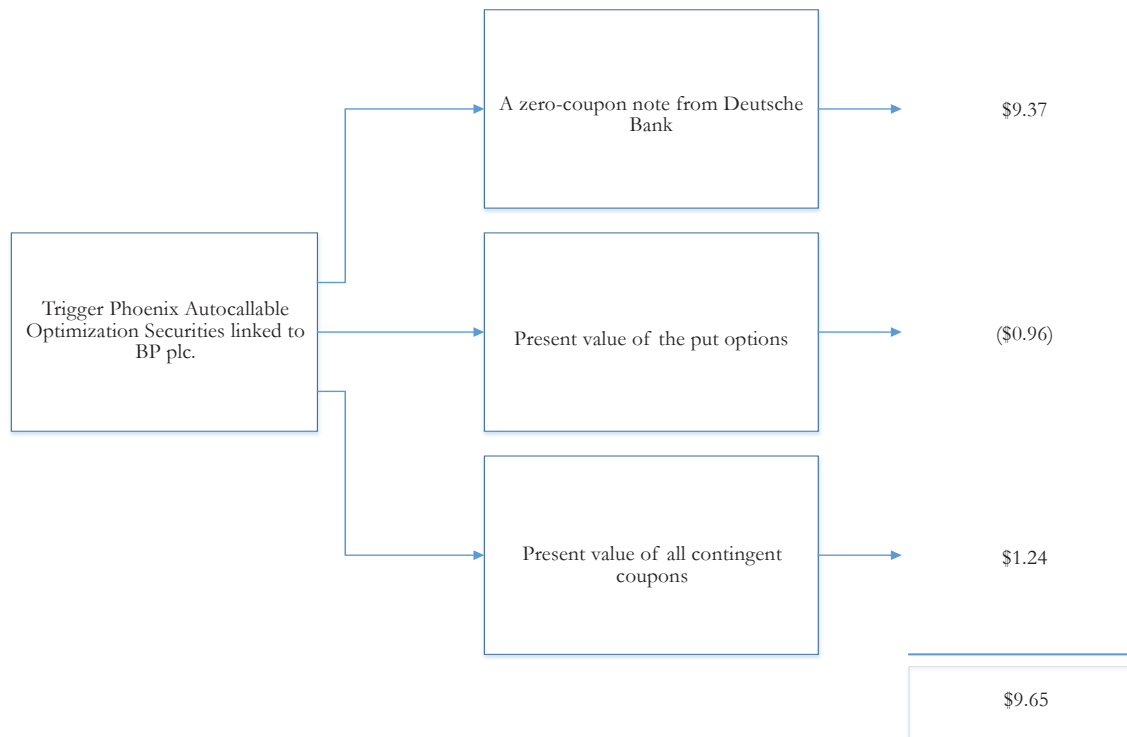 A zero-coupon note from Deutsche
Bank
$9.37
Trigger Phoenix Autocallable
Optimization Securities linked to
BP plc.
Present value of the put options
($0.96)
Present value of all contingent
coupons
$1.24
$9.65